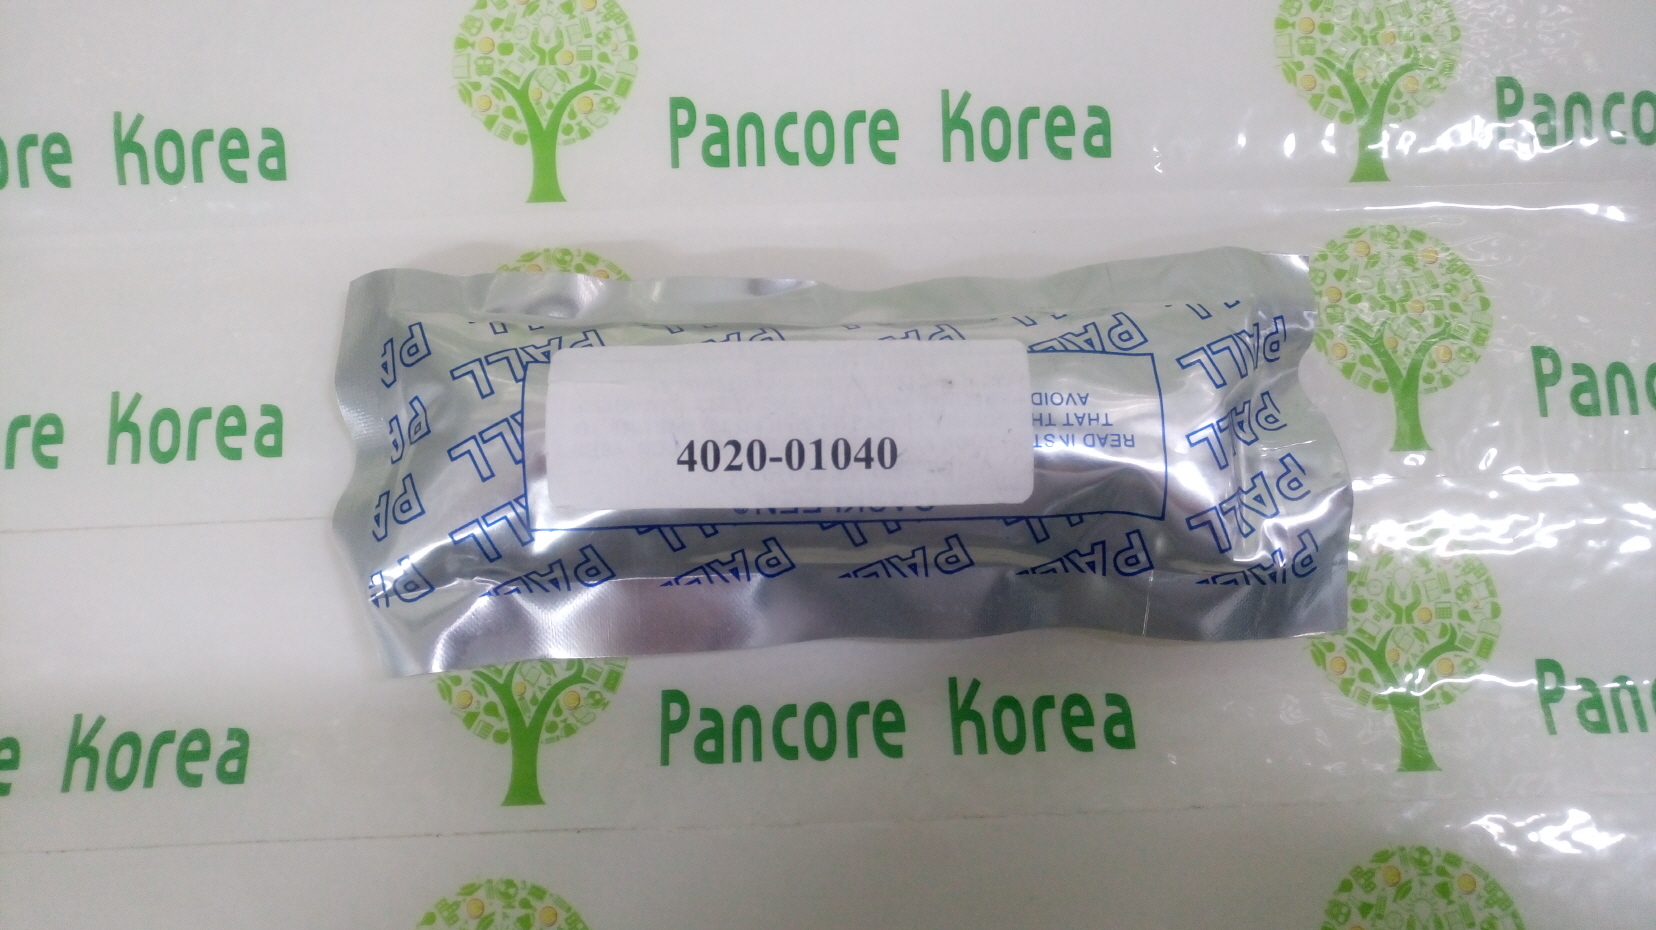 ore Korea
Pancore Korea
Panco
PALL
PALL
PALL
4020-01040
READ INST
THAT TH
AVOID
PALL
PALL
PALL
re Korea
Panc
e Korea
Pancore Korea
Pan